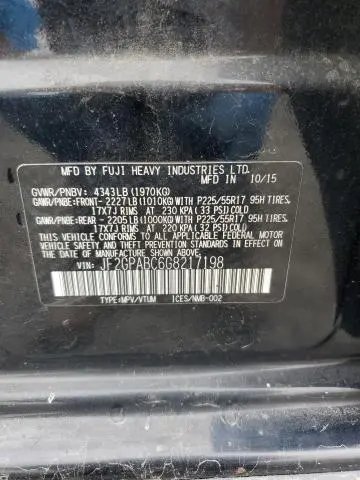 MFD BY FUJI HEAVY INDUSTRIES LTD.
MFD IN 10/15
GVWR/PNBV: 4343LB (1970KG)
GAWR/PNBE:FRONT- 2227LB(1010KG)WITH P225/55R17 95H TIRES,
17X7J RIMS AT 230 KPA (33 PSI)COLD
GAWR/PNBE:REAR - 2205LB(1000KG)WITH P225/55R17 95H TIRES,
17X7J RIMS AT 220 KPA (32 PSI)COLD
THIS VEHICLE CONFORMS TO ALL APPLICABLE FEDERAL MOTOR
VEHICLE SAFETY, BUMPER, AND THEFT PREVENTION STANDARDS
IN EFFECT ON THE DATE OF MANUFACTURE SHOWN ABOVE.
VIN: JF2GPABC6G8217198
TYPE:MPV/VTUM ICES/NMB-002